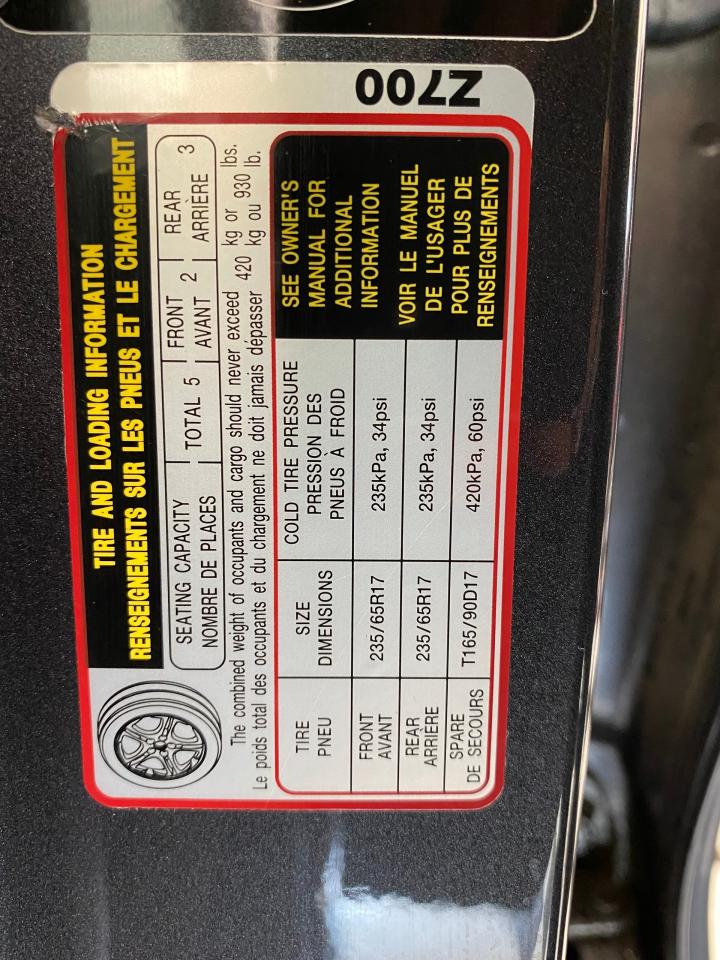 Z700
TIRE AND LOADING INFORMATION
RENSEIGNEMENTS SUR LES PNEUS ET LE CHARGEMENT
SEATING CAPACITY TOTAL 5 FRONT 2 REAR 3
NOMBRE DE PLACES AVANT ARRIÈRE
The combined weight of occupants and cargo should never exceed 420 kg or 930 lbs.
Le poids total des occupants et du chargement ne doit jamais dépasser 420 kg ou 930 lb.
TIRE SIZE COLD TIRE PRESSURE
PNEU DIMENSIONS PRESSION DES
PNEUS À FROID
FRONT 235/65R17 235kPa, 34psi
AVANT
REAR 235/65R17 235kPa, 34psi
ARRIÈRE
SPARE T165/90D17 420kPa, 60psi
DE SECOURS
SEE OWNER'S
MANUAL FOR
ADDITIONAL
INFORMATION
VOIR LE MANUEL
DE L'USAGER
POUR PLUS DE
RENSEIGNEMENTS